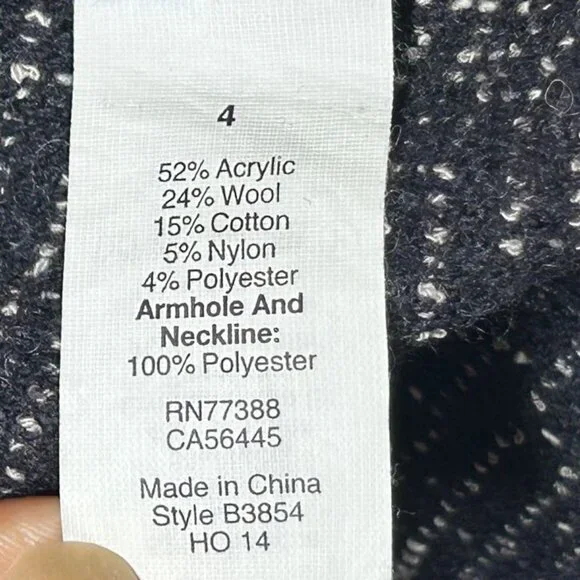 4
52% Acrylic
24% Wool
15% Cotton
5% Nylon
4% Polyester
Armhole And
Neckline:
100% Polyester
RN77388
CA56445
Made in China
Style B3854
HO 14